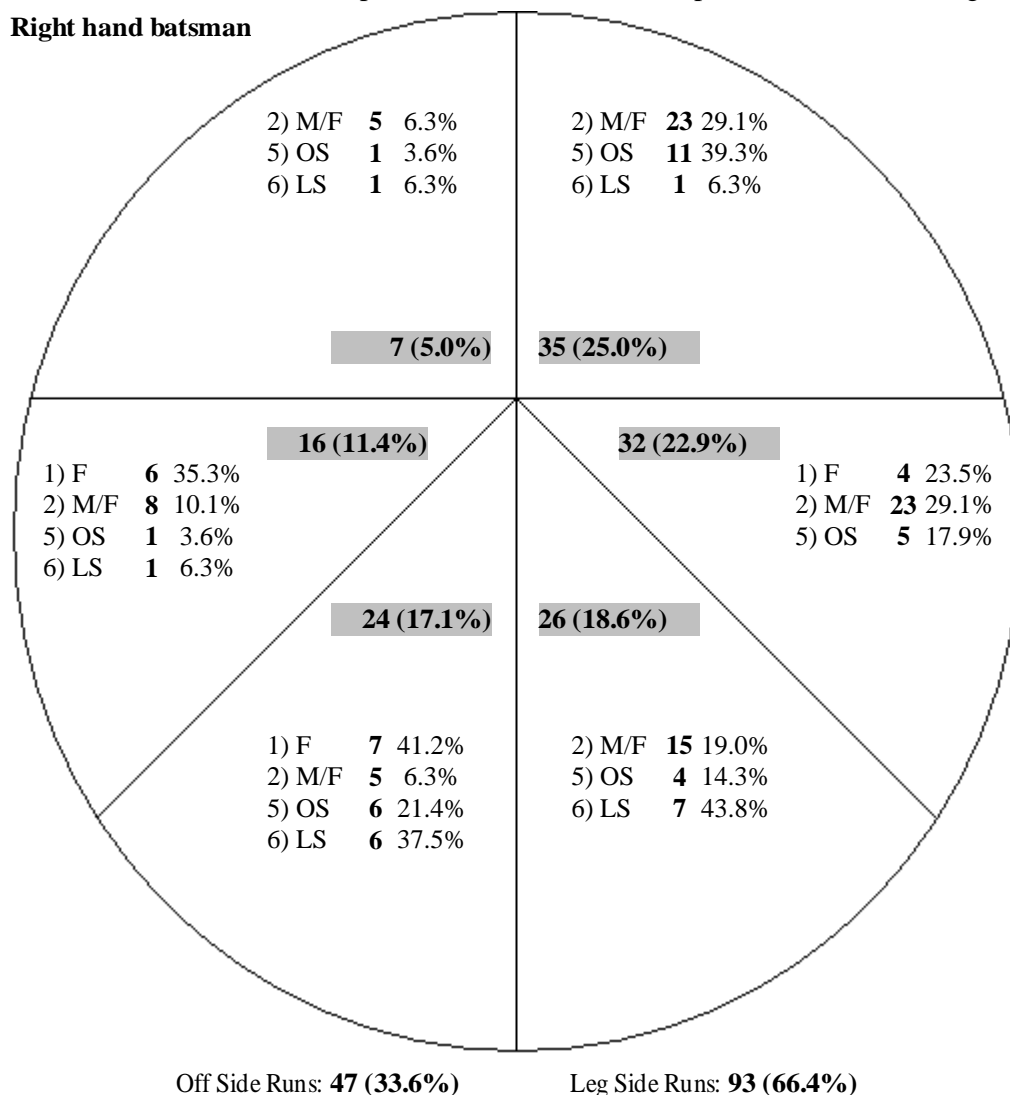 Right hand batsman
2) M/F 5 6.3%
5) OS 1 3.6%
6) LS 1 6.3%
2) M/F 23 29.1%
5) OS 11 39.3%
6) LS 1 6.3%
7 (5.0%)
35 (25.0%)
16 (11.4%)
32 (22.9%)
1) F 6 35.3%
2) M/F 8 10.1%
5) OS 1 3.6%
6) LS 1 6.3%
1) F 4 23.5%
2) M/F 23 29.1%
5) OS 5 17.9%
24 (17.1%)
26 (18.6%)
1) F 7 41.2%
2) M/F 5 6.3%
5) OS 6 21.4%
6) LS 6 37.5%
2) M/F 15 19.0%
5) OS 4 14.3%
6) LS 7 43.8%
Off Side Runs: 47 (33.6%)
Leg Side Runs: 93 (66.4%)